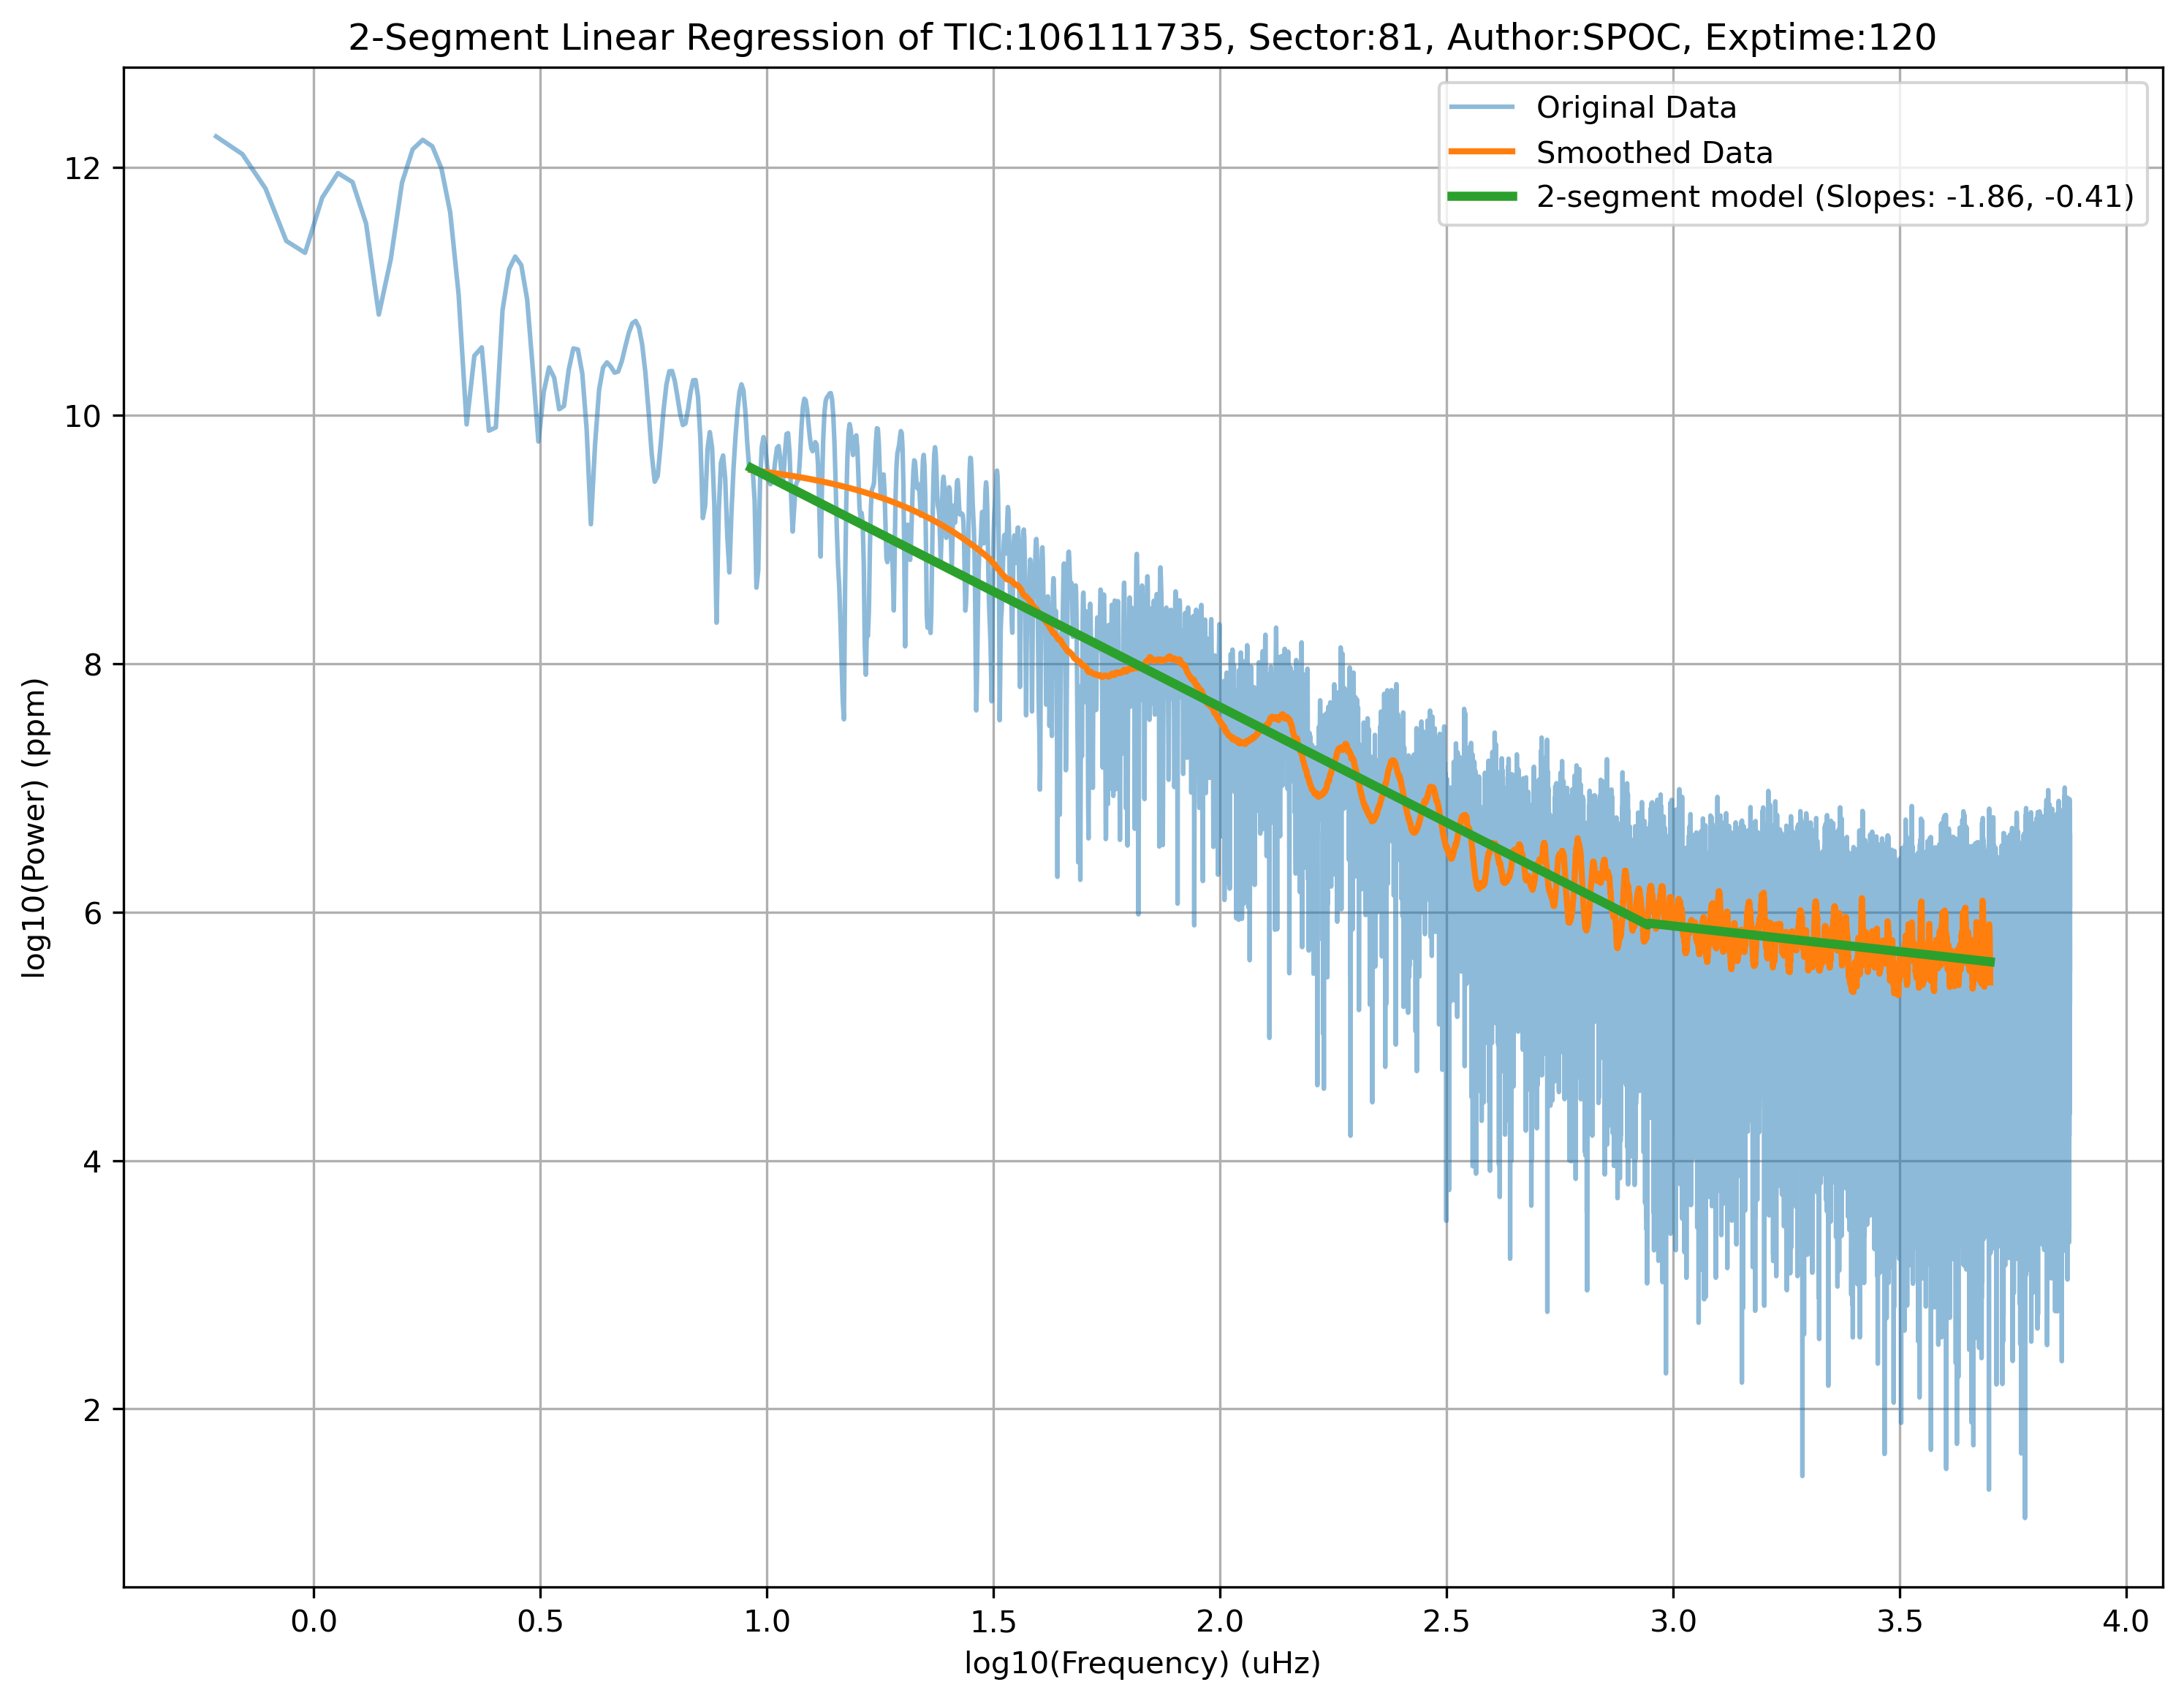 2-Segment Linear Regression of TIC:106111735, Sector:81, Author:SPOC, Exptime:120
Original Data
Smoothed Data
2-segment model (Slopes: -1.86, -0.41)
log10(Power) (ppm)
12
10
8
6
4
2
0.0 0.5 1.0 1.5 2.0 2.5 3.0 3.5 4.0
log10(Frequency) (uHz)